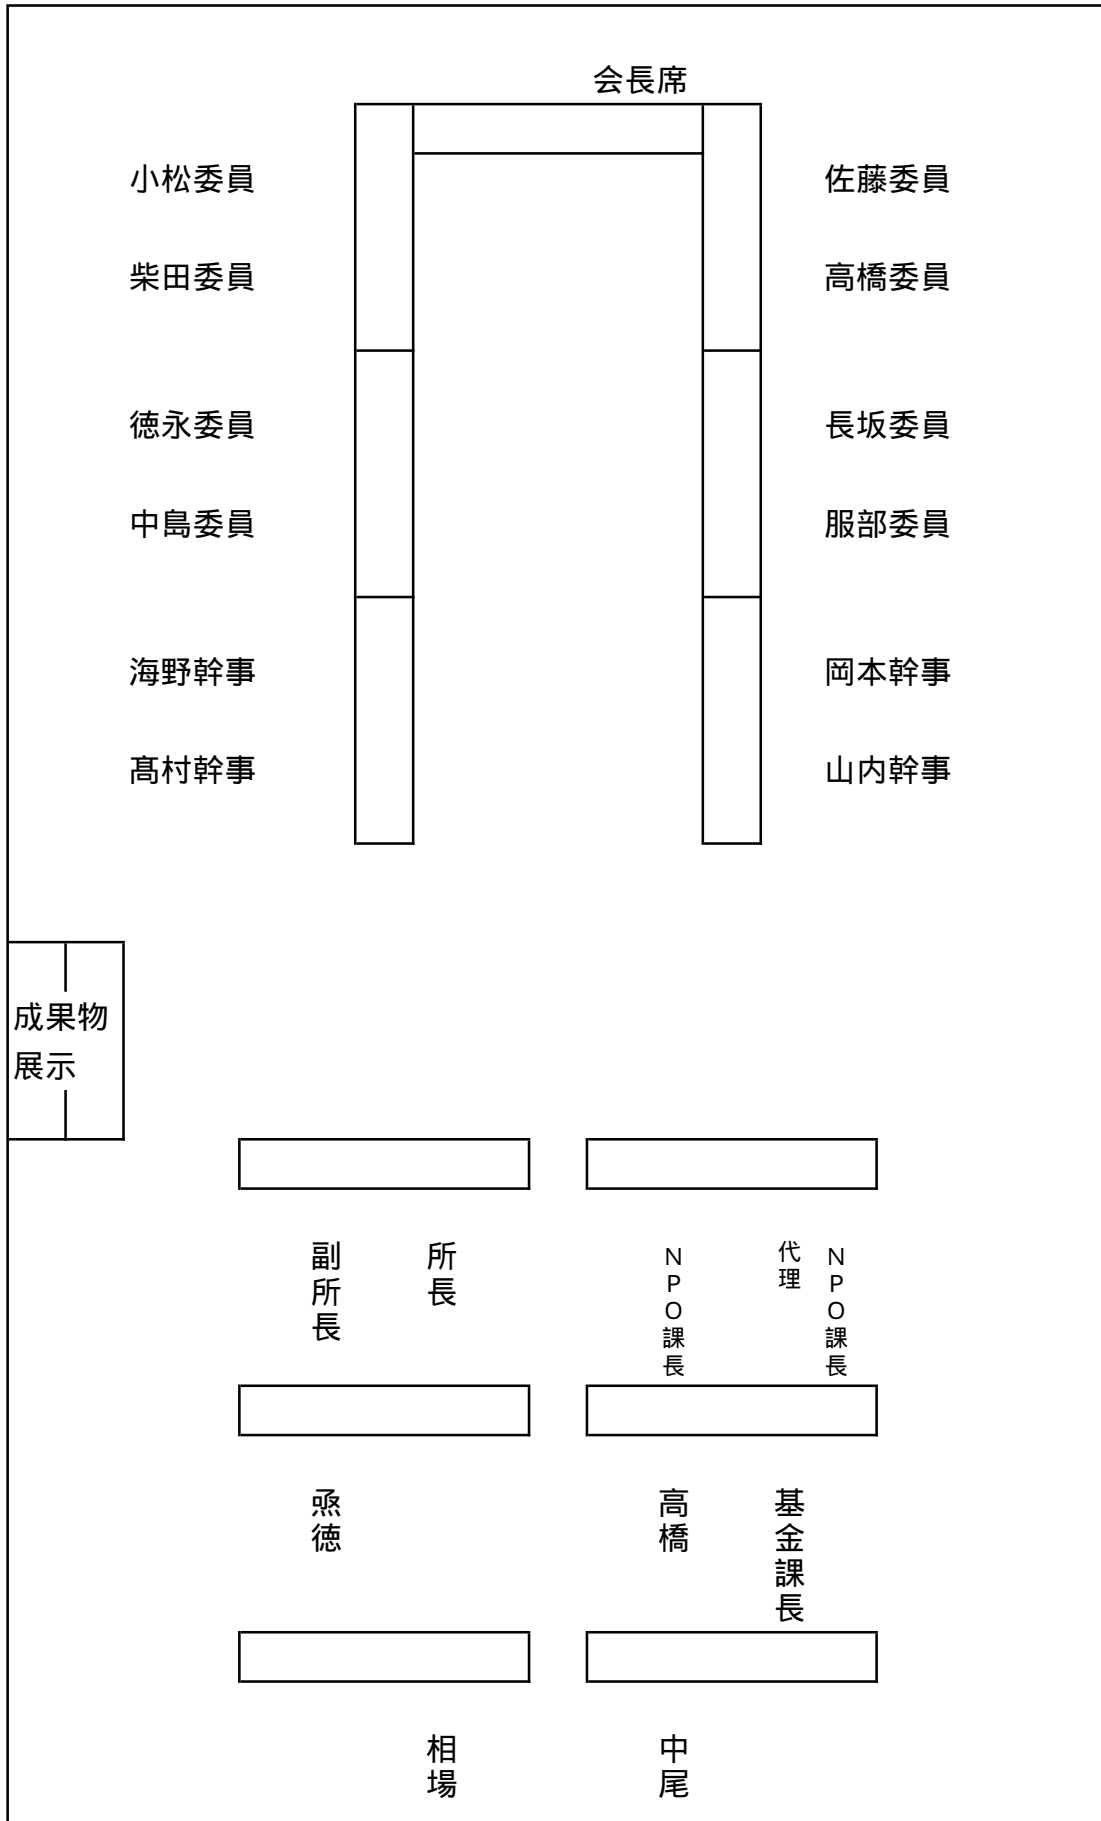 会長席
小松委員
佐藤委員
柴田委員
高橋委員
徳永委員
長坂委員
中島委員
服部委員
海野幹事
岡本幹事
髙村幹事
山内幹事
成果物
展示
副所長
所長
NPO課長
代理
NPO課長
高橋
基金課長
相場
中尾